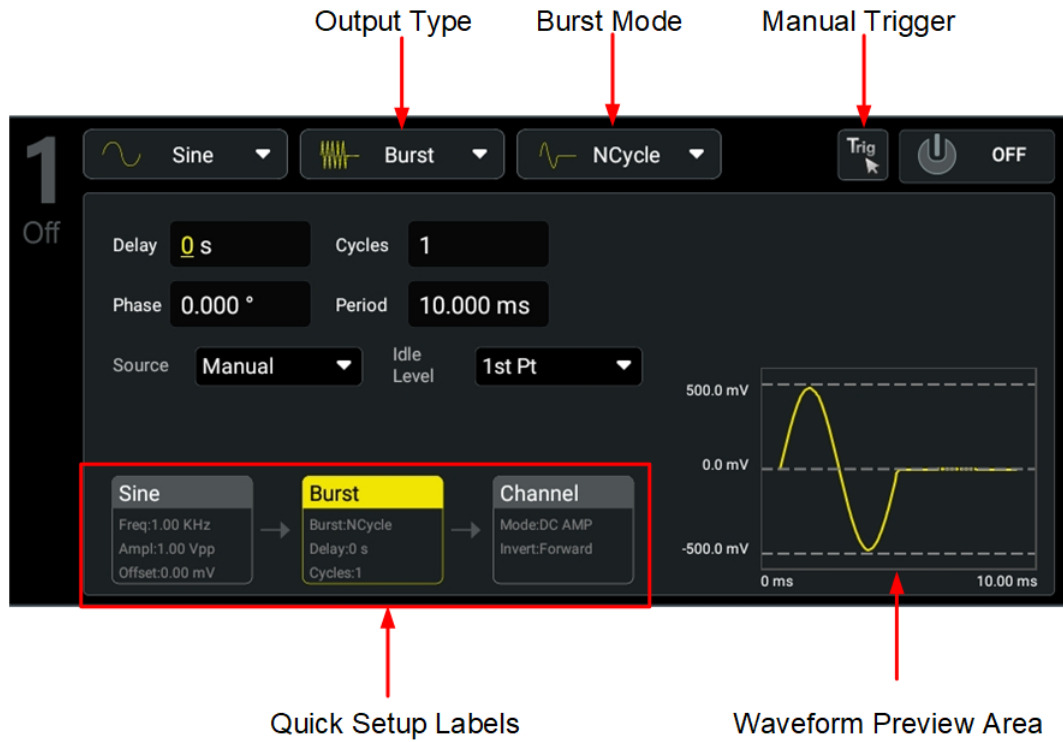 Output Type Burst Mode Manual Trigger
1 Sine Burst NCycle Trig OFF
Off
Delay 0 s Cycles 1
Phase 0.000 ° Period 10.000 ms
Source Manual Idle Level 1st Pt
500.0 mV
0.0 mV
-500.0 mV
0 ms 10.00 ms
Sine
Freq:1.00 KHz
Ampl:1.00 Vpp
Offset:0.00 mV
Burst
Burst:NCycle
Delay:0 s
Cycles:1
Channel
Mode:DC AMP
Invert:Forward
Quick Setup Labels Waveform Preview Area